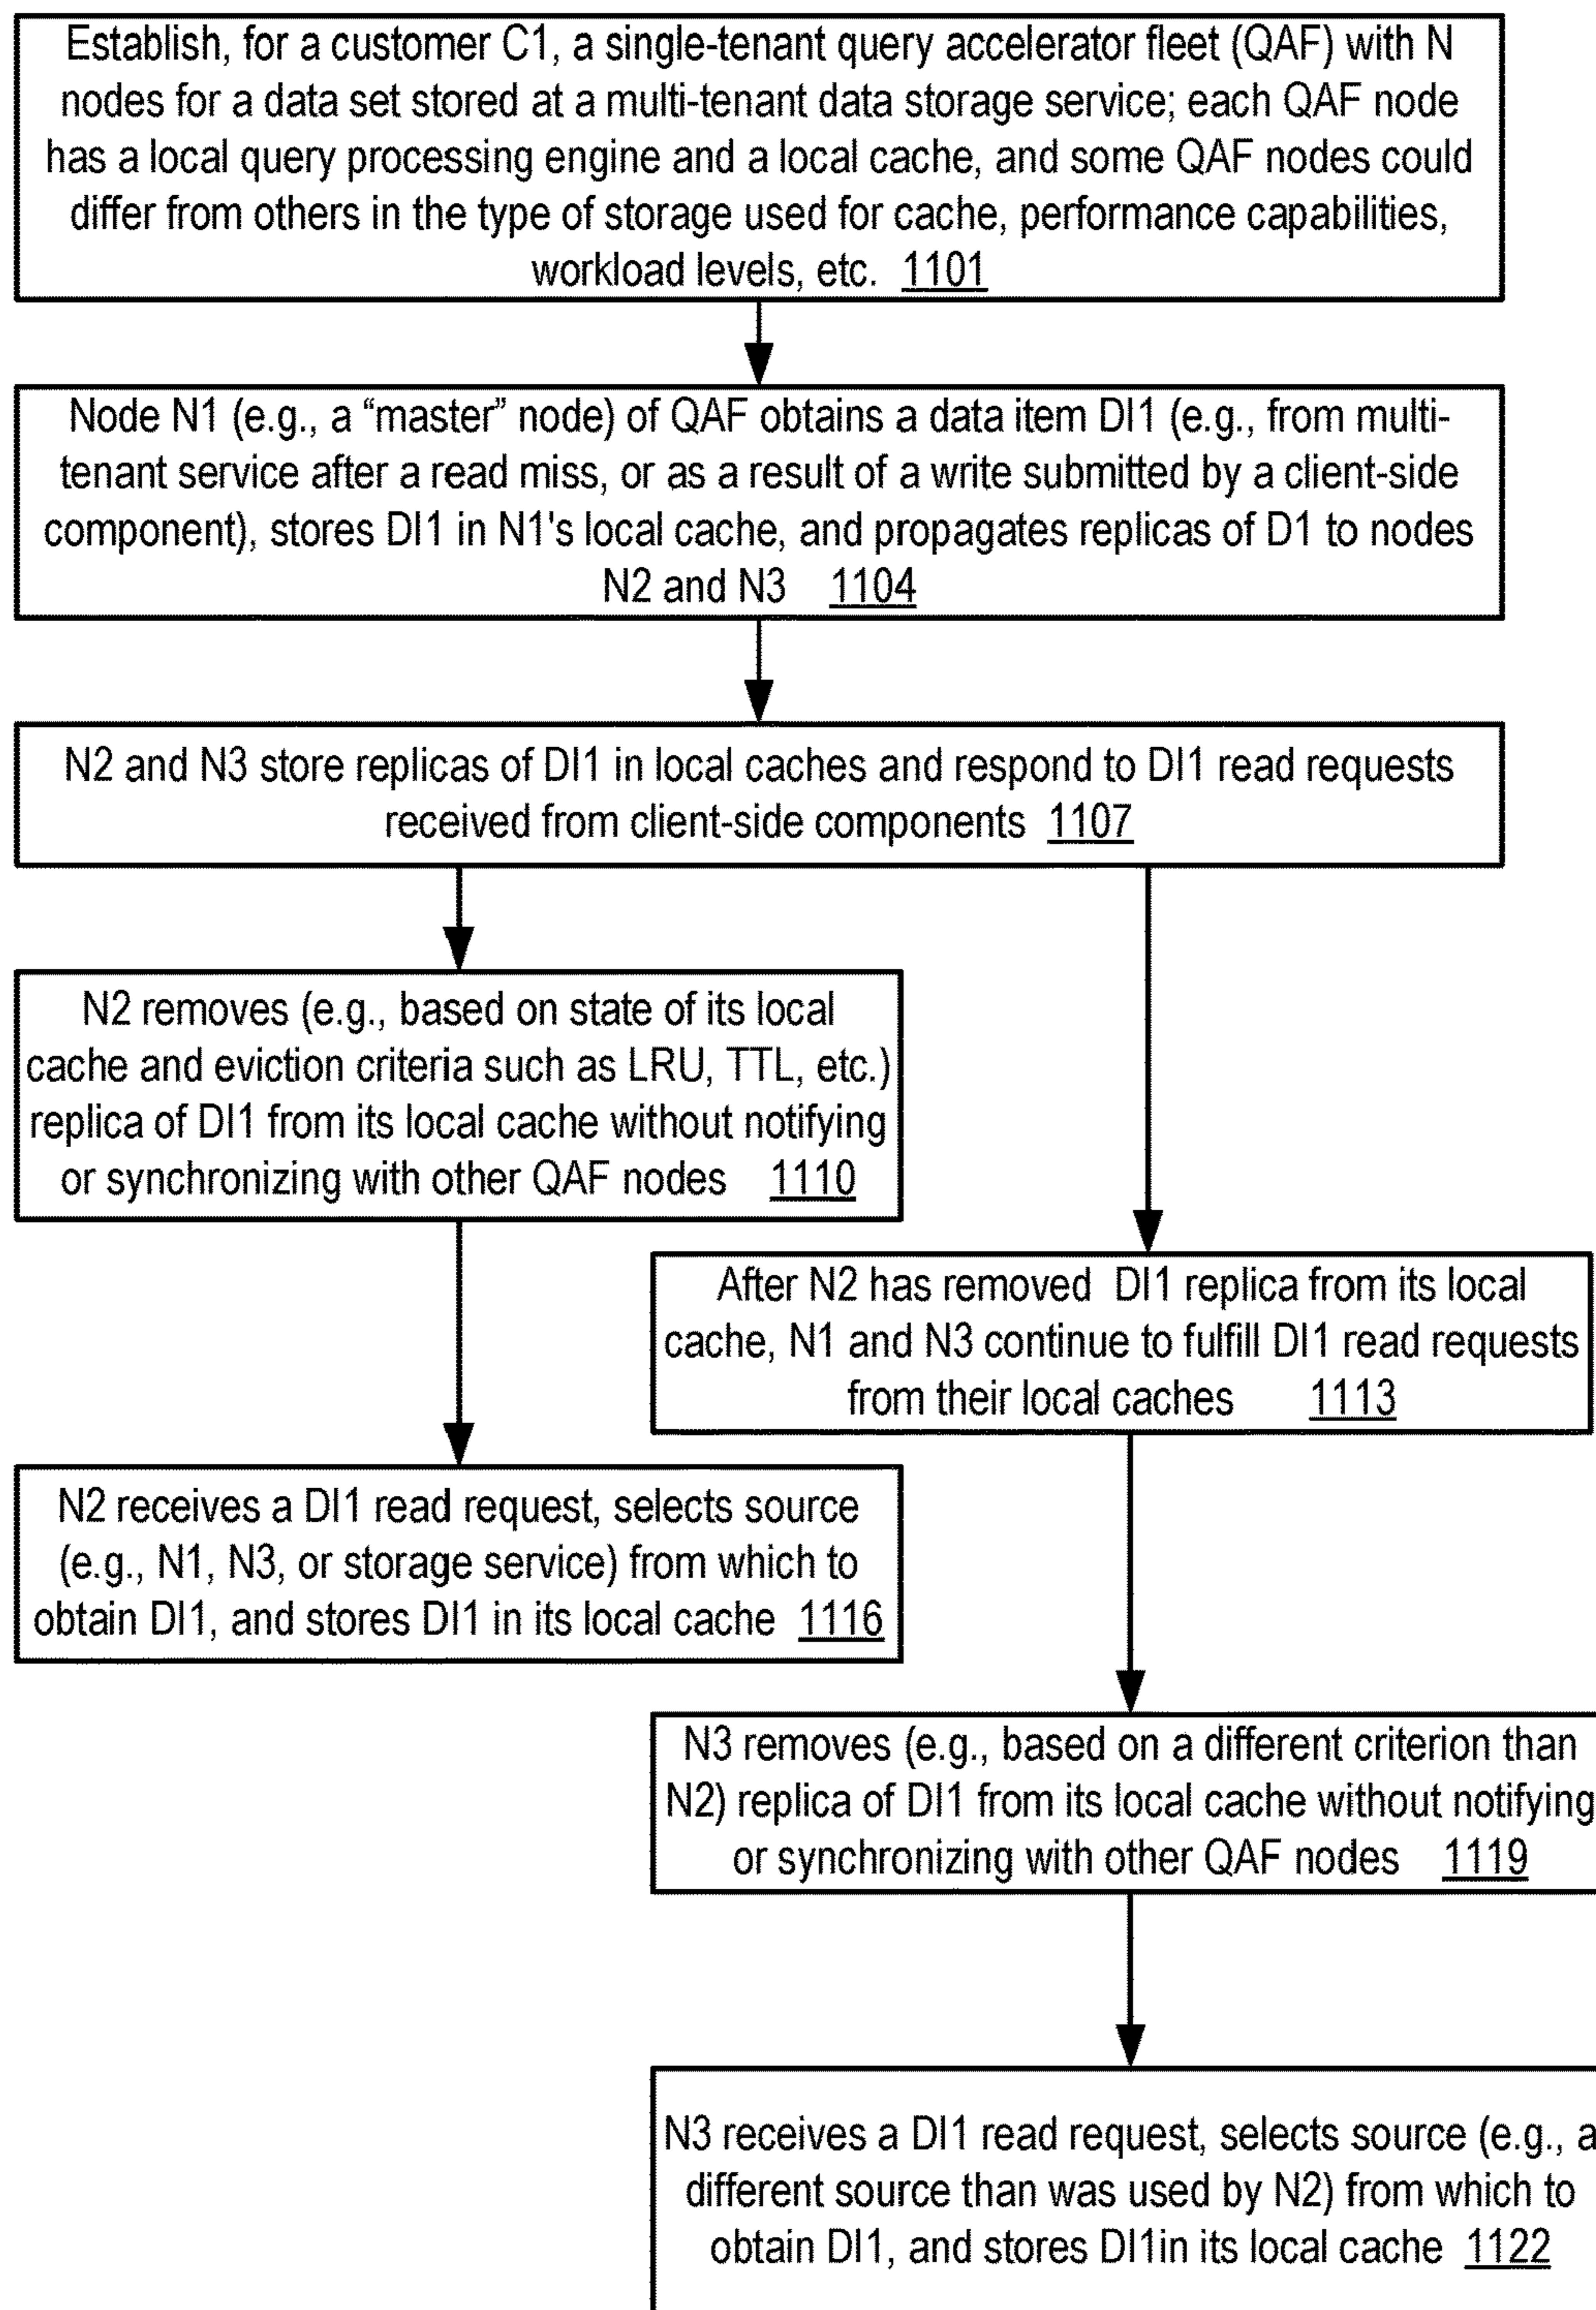 Establish, for a customer C1, a single-tenant query accelerator fleet (QAF) with N
nodes for a data set stored at a multi-tenant data storage service; each QAF node
has a local query processing engine and a local cache, and some QAF nodes could
differ from others in the type of storage used for cache, performance capabilities,
workload levels, etc. 1101
Node N1 (e.g., a “master” node) of QAF obtains a data item DI1 (e.g., from multi-
tenant service after a read miss, or as a result of a write submitted by a client-side
component), stores DI1 in N1's local cache, and propagates replicas of D1 to nodes
N2 and N3 1104
N2 and N3 store replicas of DI1 in local caches and respond to DI1 read requests
received from client-side components 1107
N2 removes (e.g., based on state of its local
cache and eviction criteria such as LRU, TTL, etc.)
replica of DI1 from its local cache without notifying
or synchronizing with other QAF nodes 1110
After N2 has removed DI1 replica from its local
cache, N1 and N3 continue to fulfill DI1 read requests
from their local caches 1113
N2 receives a DI1 read request, selects source
(e.g., N1, N3, or storage service) from which to
obtain DI1, and stores DI1 in its local cache 1116
N3 removes (e.g., based on a different criterion than
N2) replica of DI1 from its local cache without notifying
or synchronizing with other QAF nodes 1119
N3 receives a DI1 read request, selects source (e.g., a
different source than was used by N2) from which to
obtain DI1, and stores DI1in its local cache 1122